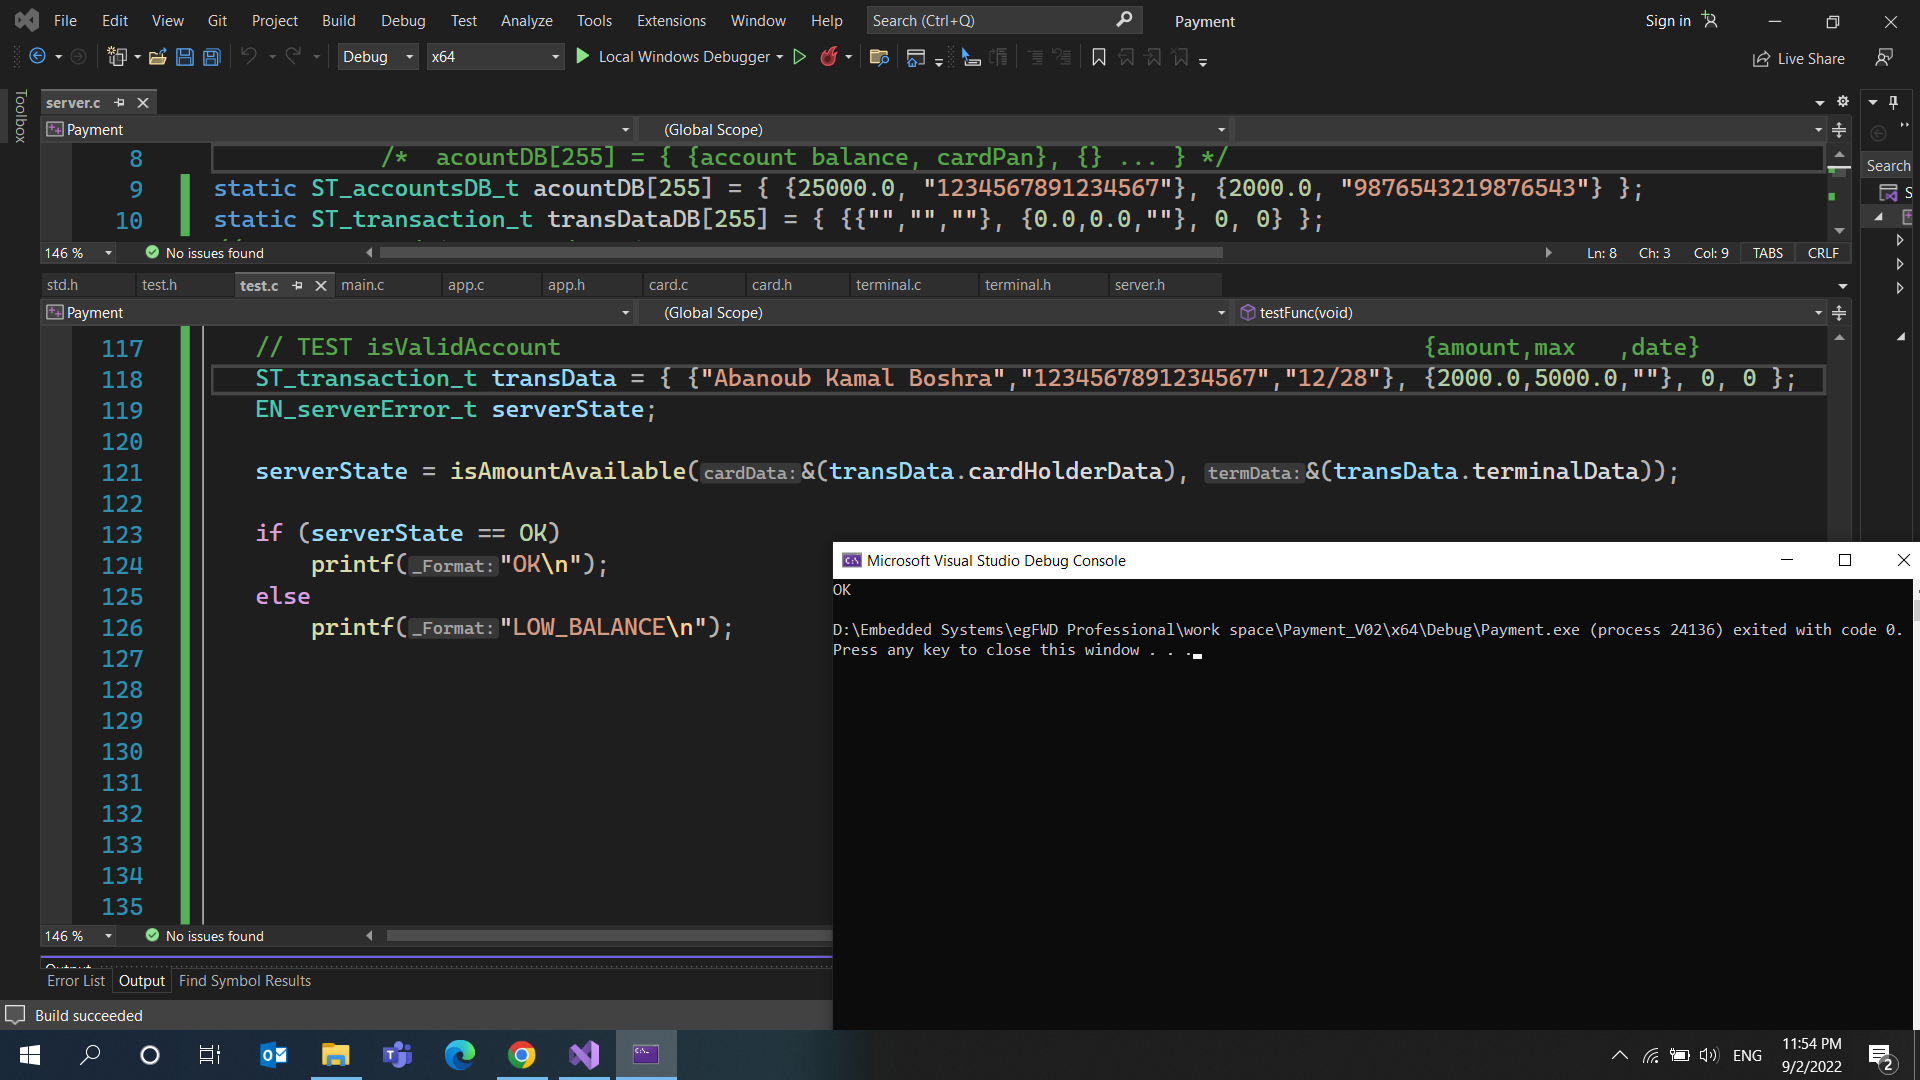 File Edit View Git Project Build Debug Test Analyze Tools Extensions Window Help Search (Ctrl+Q) Payment Sign in
Debug x64 Local Windows Debugger Live Share
Toolbox
server.c
Payment (Global Scope)
8 /* acountDB[255] = { {account balance, cardPan}, {} ... } */
9 static ST_accountsDB_t acountDB[255] = { {25000.0, "1234567891234567"}, {2000.0, "9876543219876543"} };
10 static ST_transaction_t transDataDB[255] = { {{"","",""}, {0.0,0.0,""}, 0, 0} };
146 % No issues found Ln: 8 Ch: 3 Col: 9 TABS CRLF
Search
S
std.h test.h test.c main.c app.c app.h card.c card.h terminal.c terminal.h server.h
Payment (Global Scope) testFunc(void)
117 // TEST isValidAccount {amount,max ,date}
118 ST_transaction_t transData = { {"Abanoub Kamal Boshra","1234567891234567","12/28"}, {2000.0,5000.0,""}, 0, 0 };
119 EN_serverError_t serverState;
120
121 serverState = isAmountAvailable(cardData:&(transData.cardHolderData), termData:&(transData.terminalData));
122
123 if (serverState == OK)
124 printf(_Format:"OK\n");
125 else
126 printf(_Format:"LOW_BALANCE\n");
127
128
129
130
131
132
133
134
135
146 % No issues found
Output
Error List Output Find Symbol Results
Build succeeded
Microsoft Visual Studio Debug Console
OK
D:\Embedded Systems\egFWD Professional\work space\Payment_V02\x64\Debug\Payment.exe (process 24136) exited with code 0.
Press any key to close this window . . .
ENG 11:54 PM
9/2/2022
2